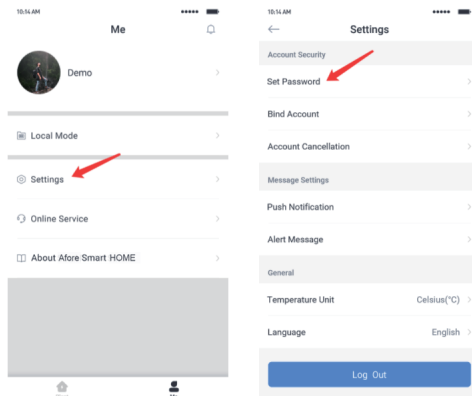 10:14 AM
Me
Demo
Local Mode
Settings
Online Service
About Afore Smart HOME
Me
10:14 AM
Settings
Account Security
Set Password
Bind Account
Account Cancellation
Message Settings
Push Notification
Alert Message
General
Temperature Unit Celsius(°C)
Language English
Log Out